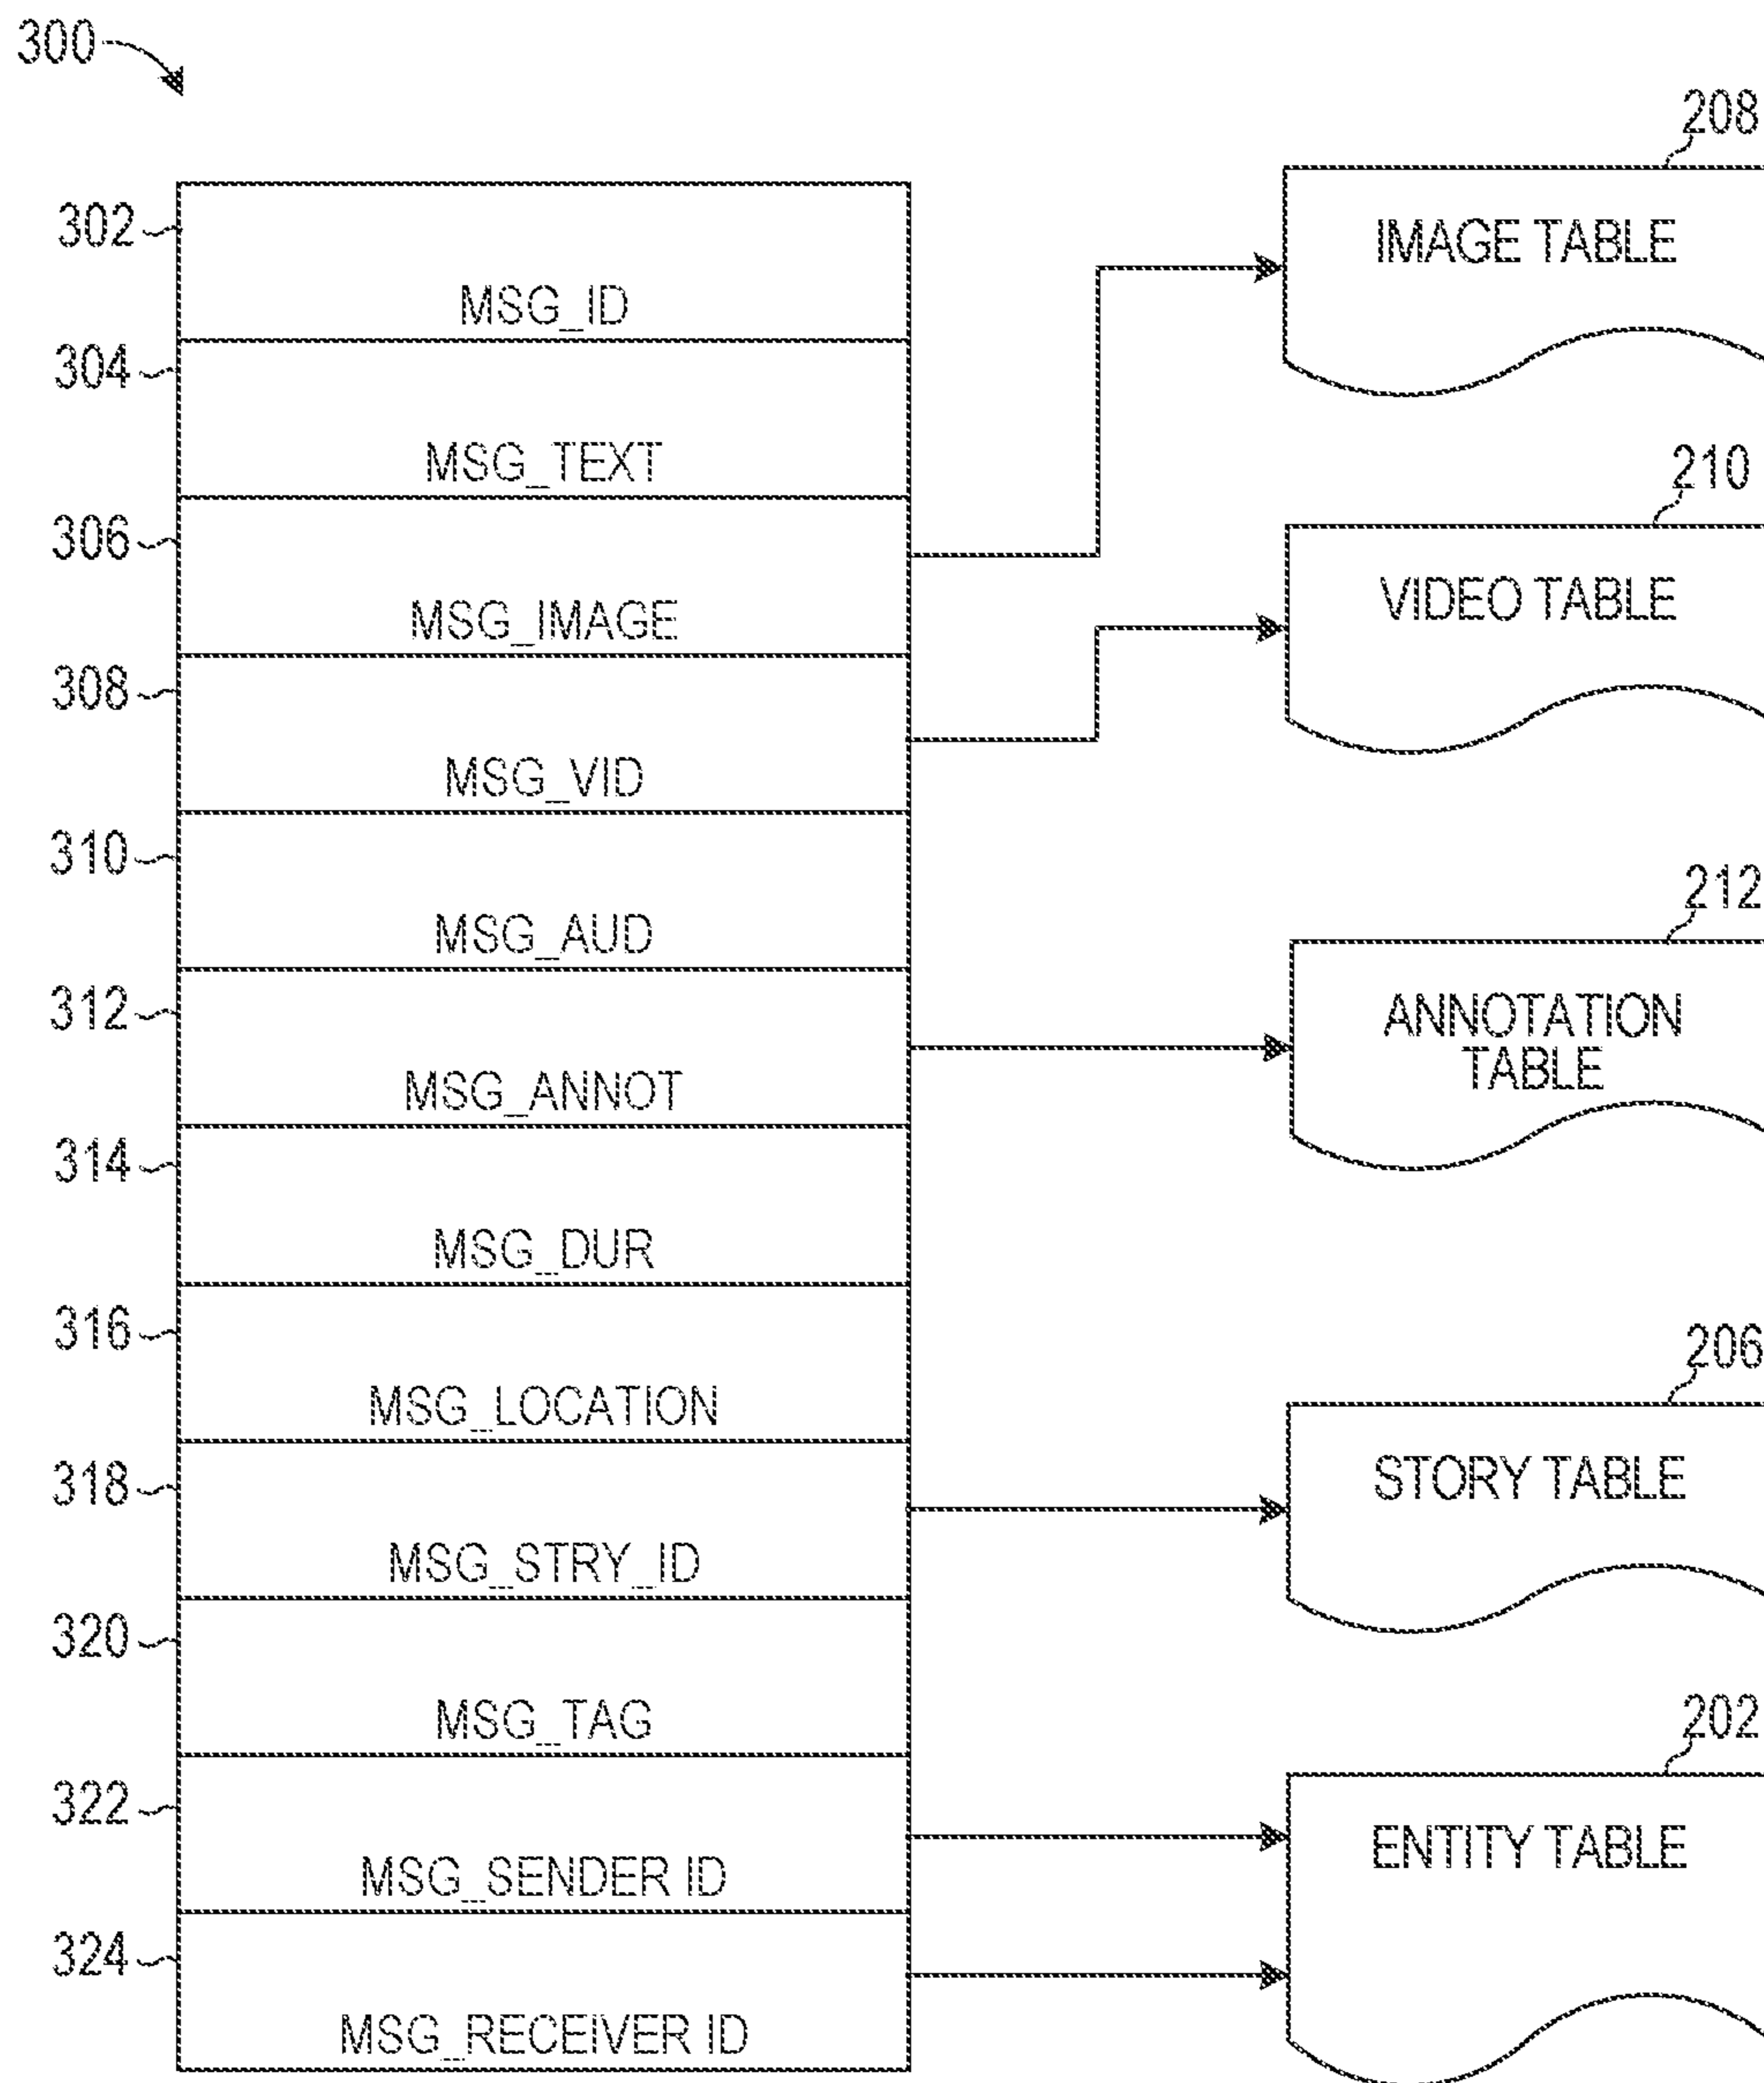 300
302
MSG_ID
304
MSG_TEXT
306
MSG_IMAGE
308
MSG_VID
310
MSG_AUD
312
MSG_ANNOT
314
MSG_DUR
316
MSG_LOCATION
318
MSG_STRY_ID
320
MSG_TAG
322
MSG_SENDER ID
324
MSG_RECEIVER ID
208
IMAGE TABLE
210
VIDEO TABLE
212
ANNOTATION
TABLE
206
STORY TABLE
202
ENTITY TABLE